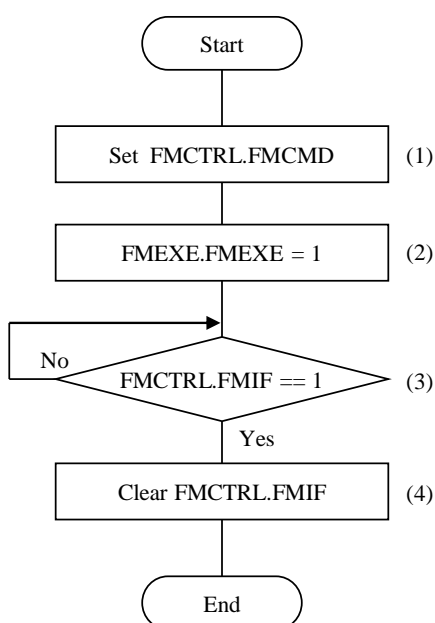 Start
Set FMCTRL.FMCMD (1)
FMEXE.FMEXE = 1 (2)
No
FMCTRL.FMIF == 1 (3)
Yes
Clear FMCTRL.FMIF (4)
End